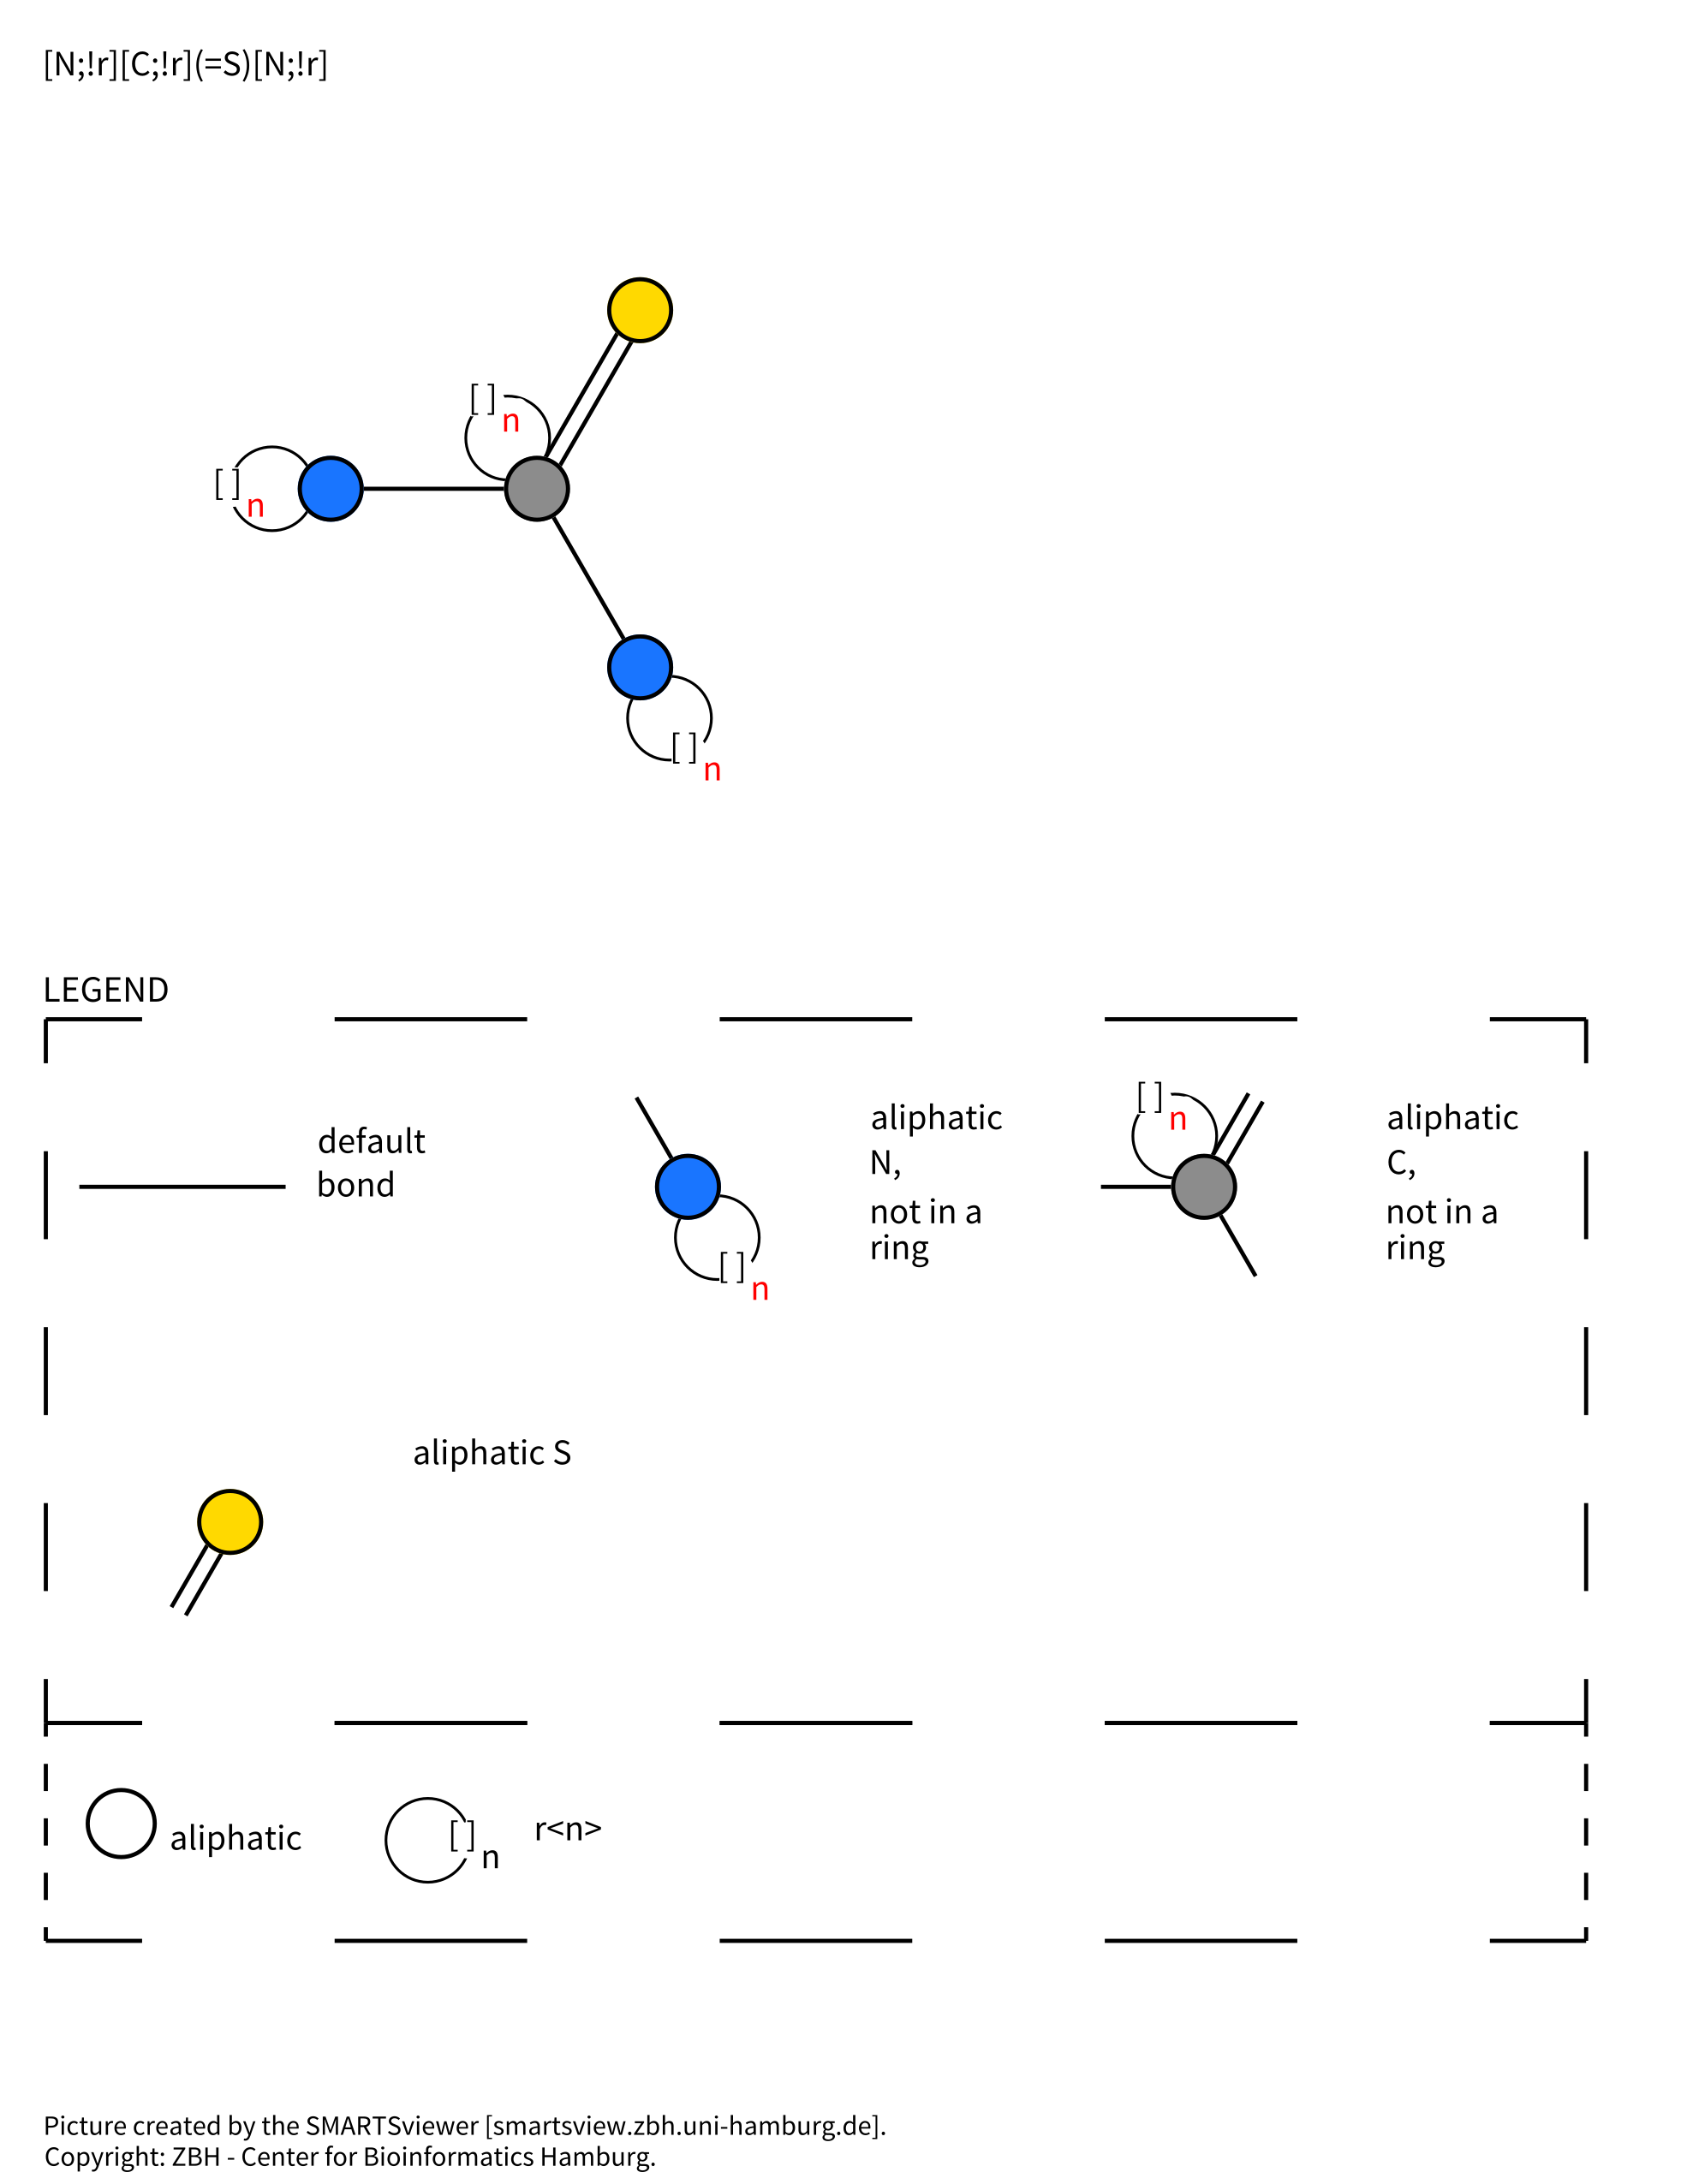 [N;!r][C;!r](=S)[N;!r]
[ ]n
[ ]n
[ ]n
LEGEND
default
bond
[ ]n
aliphatic
N,
not in a
ring
[ ]n
aliphatic
C,
not in a
ring
aliphatic S
aliphatic
[ ]n
r<n>
Picture created by the SMARTSviewer [smartsview.zbh.uni-hamburg.de].
Copyright: ZBH - Center for Bioinformatics Hamburg.